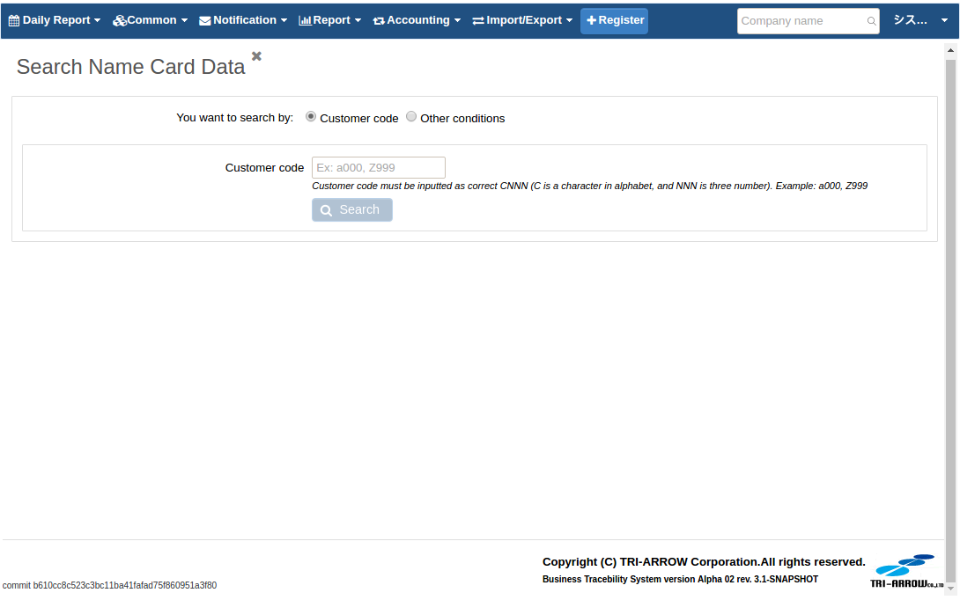 Daily Report Common Notification Report Accounting Import/Export Register Company name シス...
Search Name Card Data
You want to search by: Customer code Other conditions
Customer code Ex: a000, Z999
Customer code must be inputted as correct CNNN (C is a character in alphabet, and NNN is three number). Example: a000, Z999
Search
Copyright (C) TRI-ARROW Corporation.All rights reserved.
Business Tracebility System version Alpha 02 rev. 3.1-SNAPSHOT
TRI-ARROW CO.,LTD
commit b610cc8c523c3bc11ba41fafad75f860951a3f80